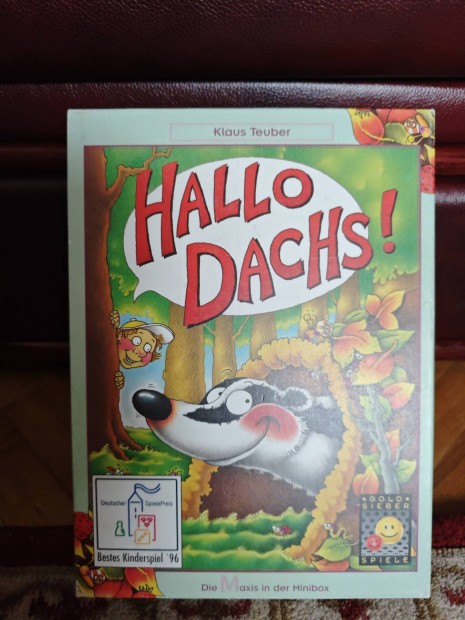 Klaus Teuber
HALLO
DACHS!
Deutscher SpielePreis
Bestes Kinderspiel '96
GOLD
SIEBER
SPIELE
Die Maxis in der Minibox